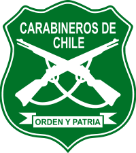 CARABINEROS DE
CHILE
ORDEN Y PATRIA